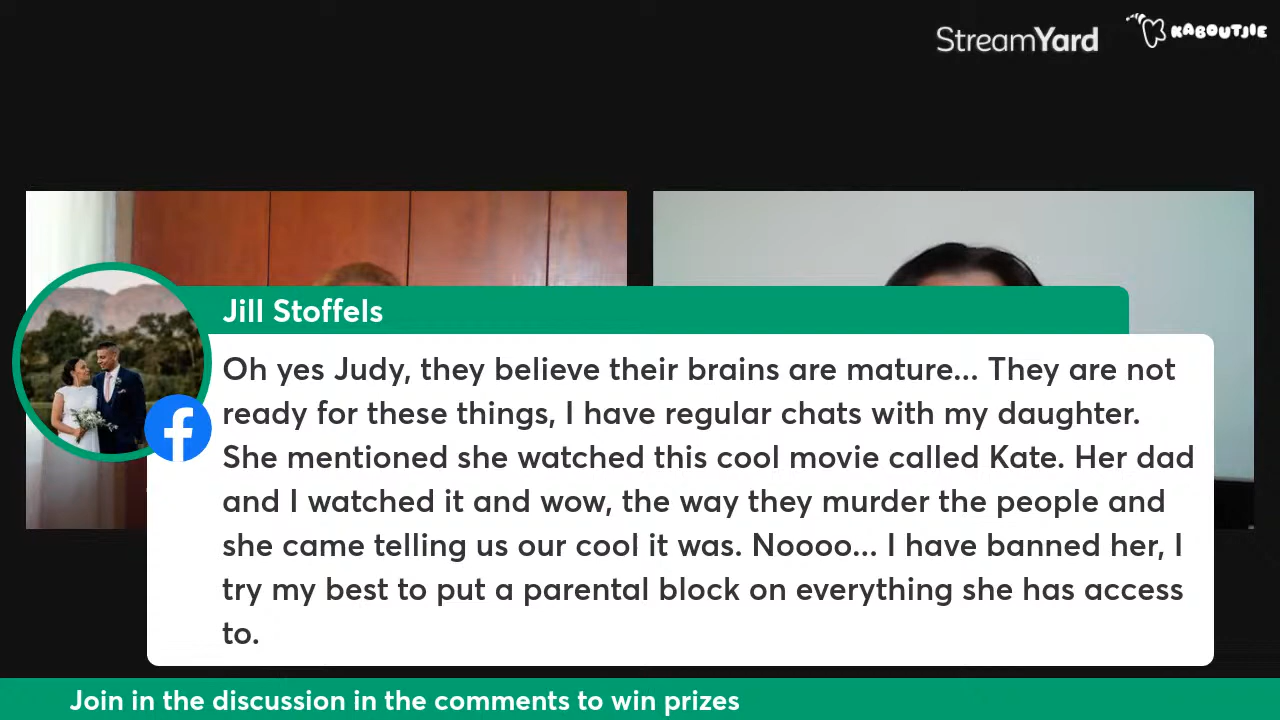 StreamYard
KABOUTJIE
Jill Stoffels
Oh yes Judy, they believe their brains are mature... They are not
ready for these things, I have regular chats with my daughter.
She mentioned she watched this cool movie called Kate. Her dad
and I watched it and wow, the way they murder the people and
she came telling us our cool it was. Noooo... I have banned her, I
try my best to put a parental block on everything she has access
to.
Join in the discussion in the comments to win prizes